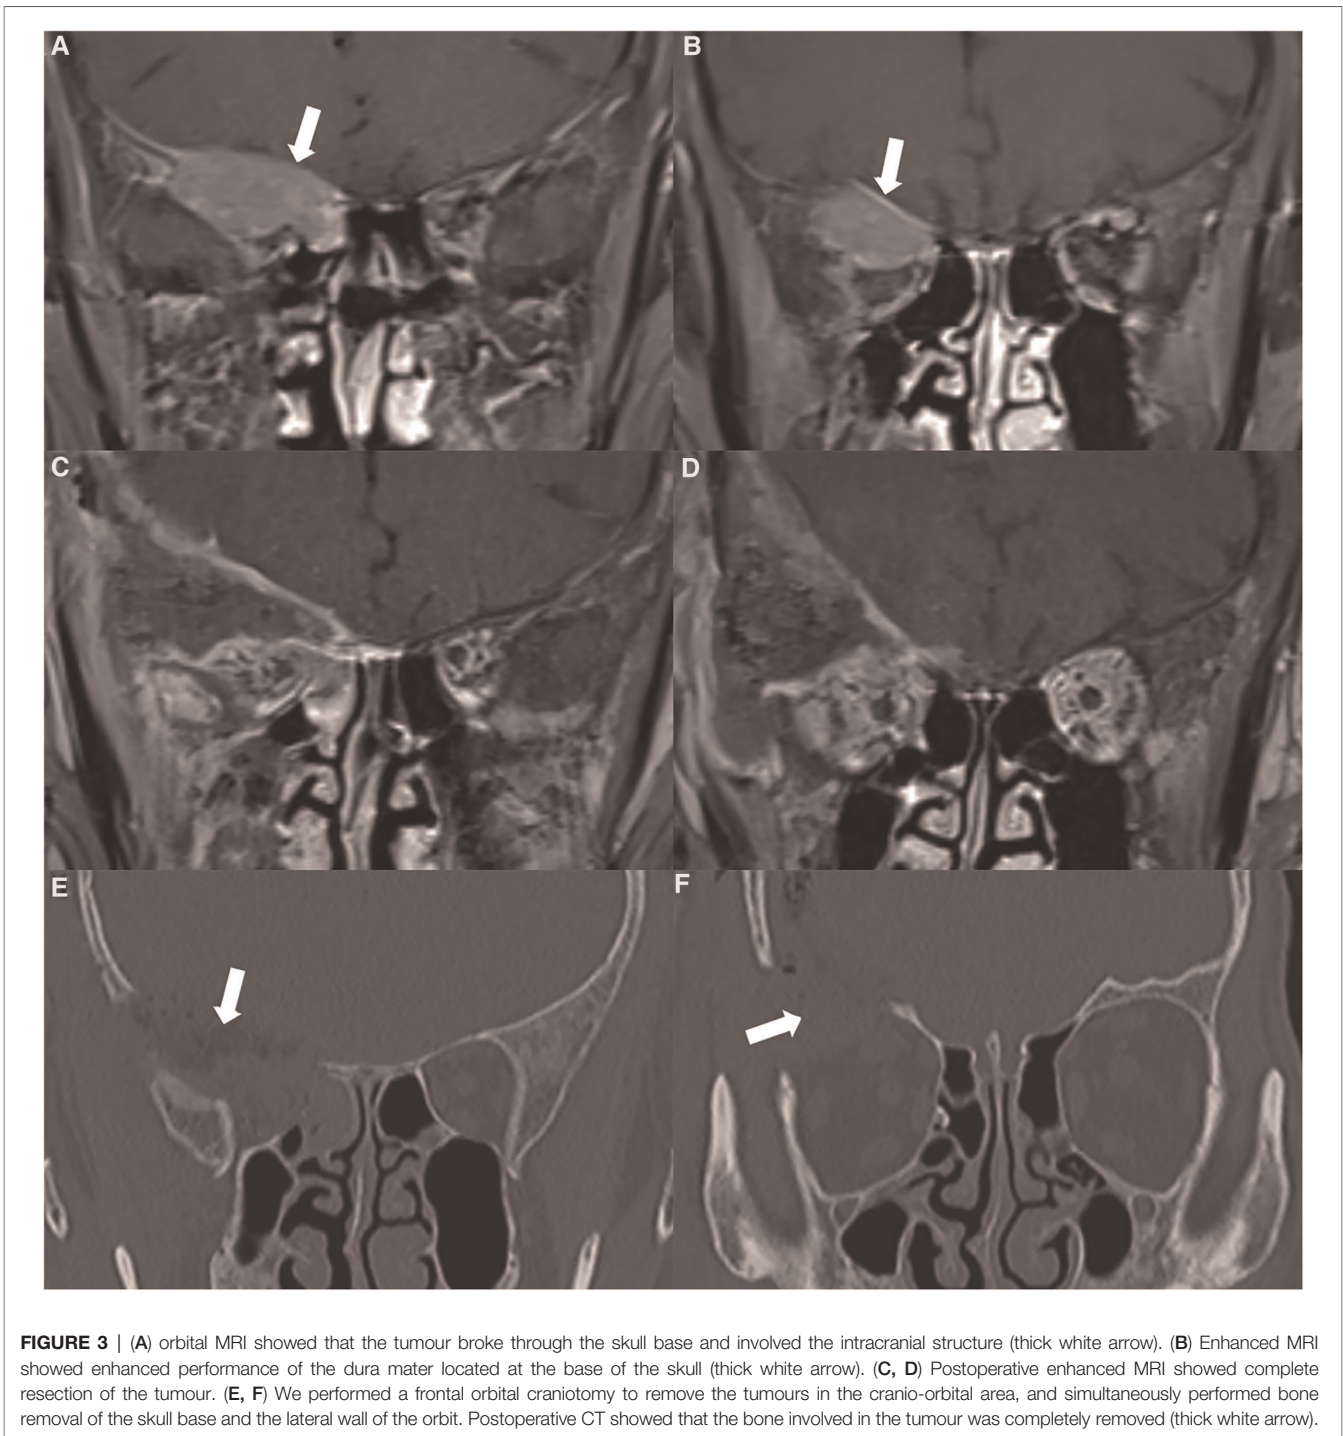 A
B
C
D
E
F
FIGURE 3 | (A) orbital MRI showed that the tumour broke through the skull base and involved the intracranial structure (thick white arrow). (B) Enhanced MRI
showed enhanced performance of the dura mater located at the base of the skull (thick white arrow). (C, D) Postoperative enhanced MRI showed complete
resection of the tumour. (E, F) We performed a frontal orbital craniotomy to remove the tumours in the cranio-orbital area, and simultaneously performed bone
removal of the skull base and the lateral wall of the orbit. Postoperative CT showed that the bone involved in the tumour was completely removed (thick white arrow).